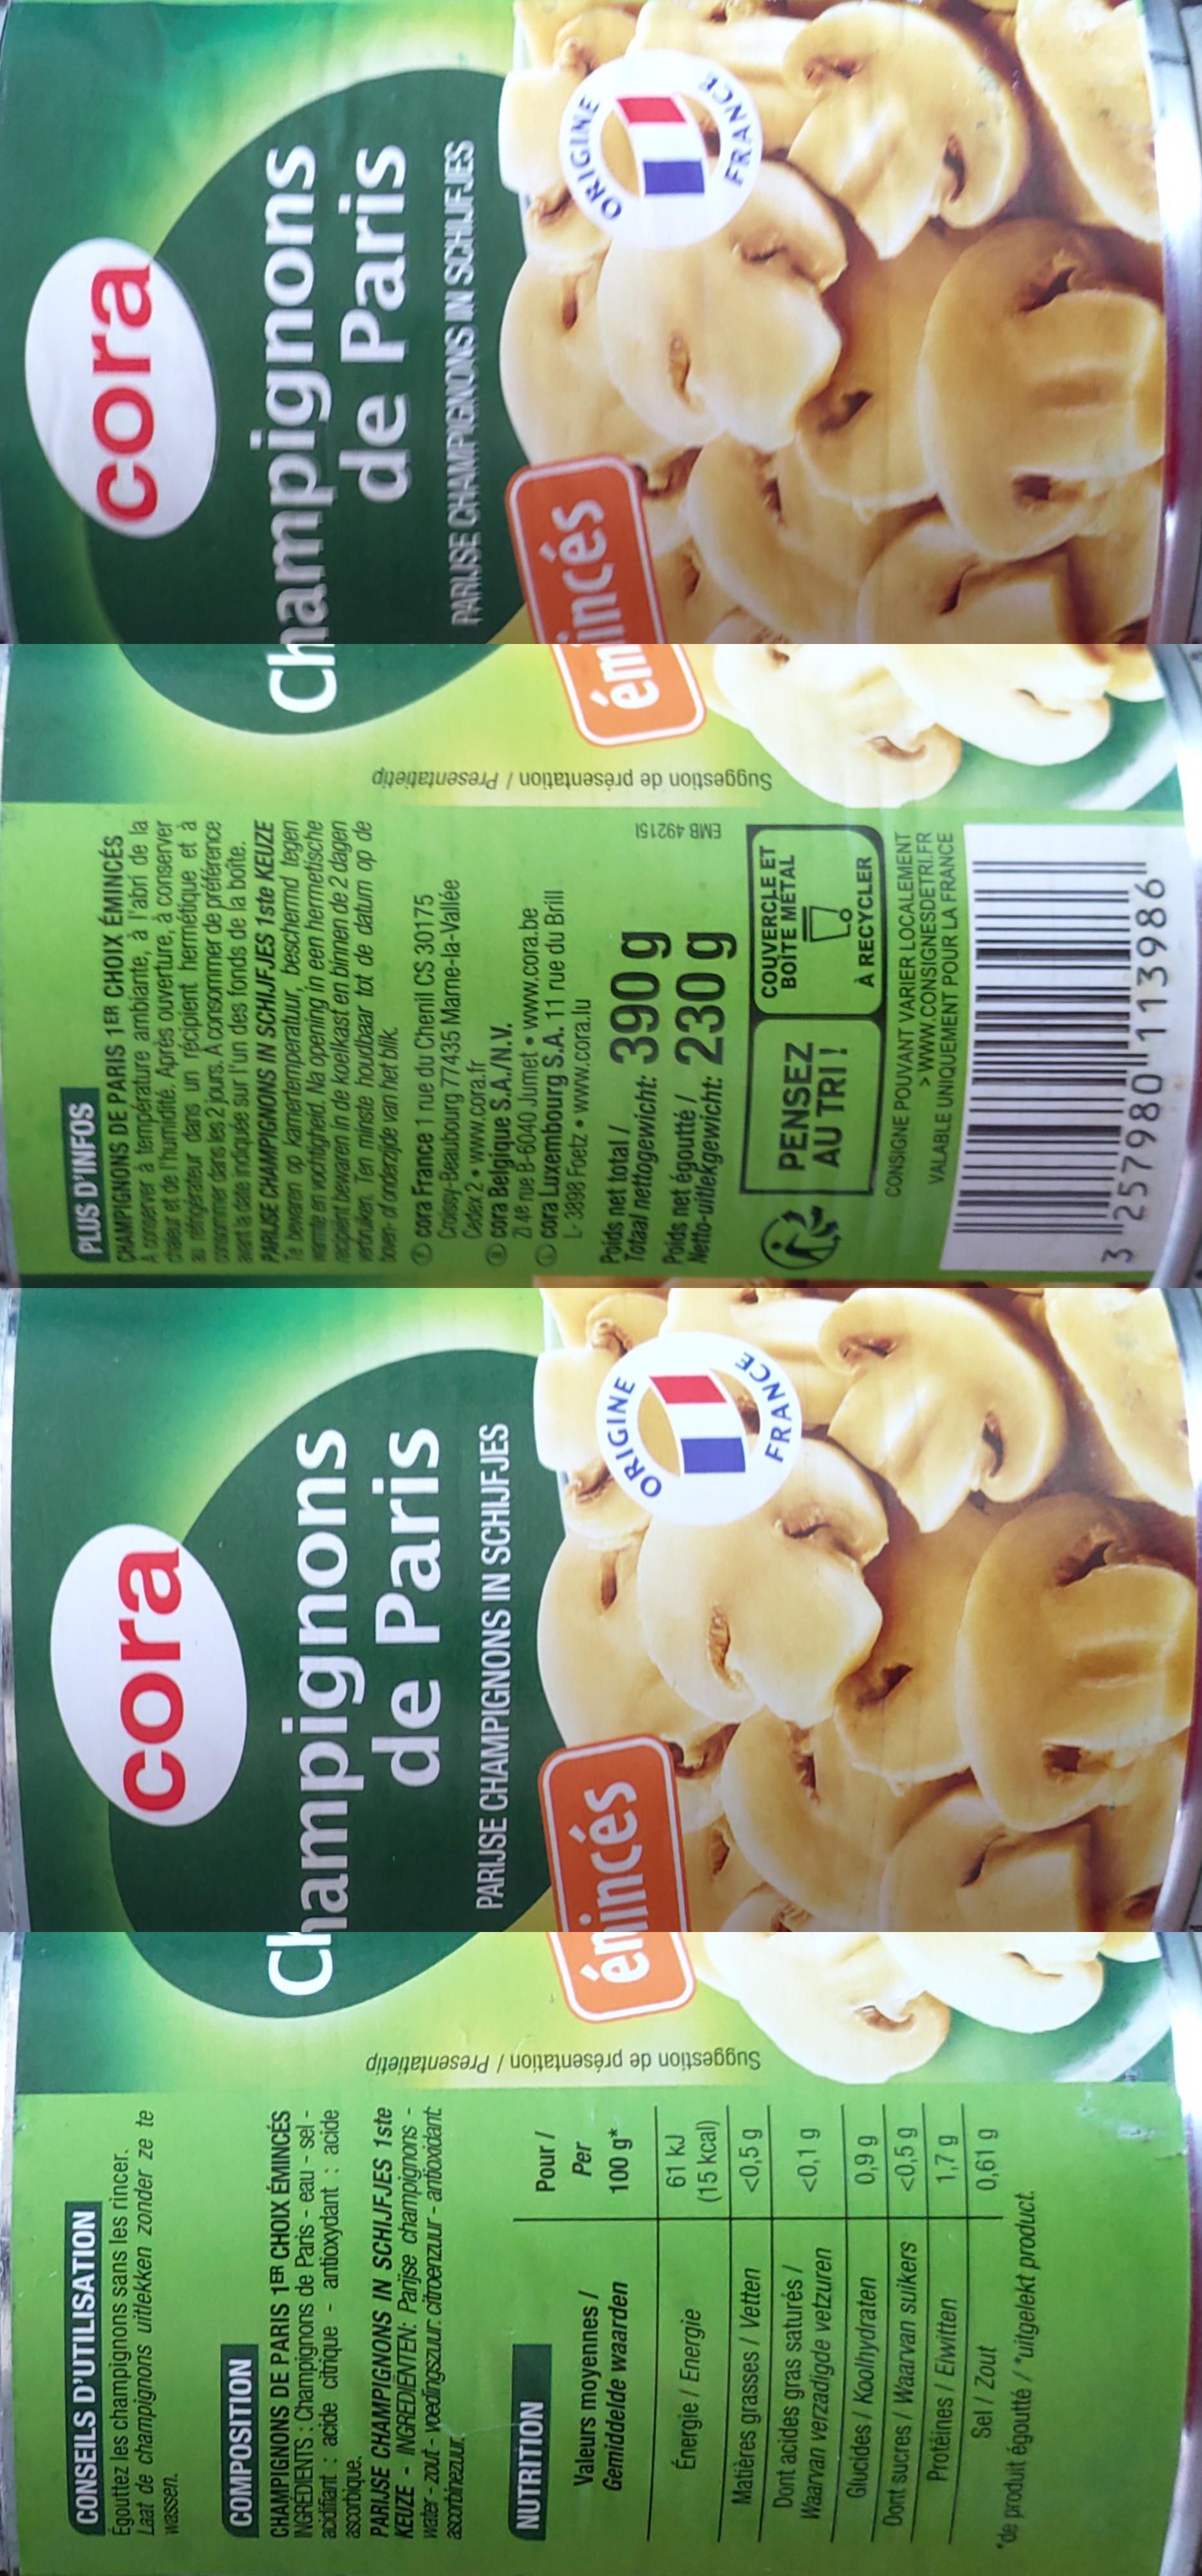 cora
Champignons
de Paris
PARIJSE CHAMPIGNONS IN SCHIJFJES
ORIGINE
FRANCE
émincés
Suggestion de présentation / Presentatietip
PLUS D'INFOS
CHAMPIGNONS DE PARIS 1ER CHOIX ÉMINCÉS
À conserver à température ambiante, à l'abri de la
chaleur et de l'humidité. Après ouverture, à conserver
au réfrigérateur dans un récipient hermétique et à
consommer dans les 2 jours. À consommer de préférence
avant la date indiquée sur l'un des fonds de la boîte.
PARIJSE CHAMPIGNONS IN SCHIJFJES 1ste KEUZE
Te bewaren op kamertemperatuur, beschermd tegen
warmte en vochtigheid. Na opening in een hermetische
recipiënt bewaren in de koelkast en binnen de 2 dagen
verbruiken. Ten minste houdbaar tot de datum op de
boven- of onderzijde van het blik.
F cora France 1 rue du Chenil CS 30175
Croissy-Beaubourg 77435 Marne-la-Vallée
Cedex 2 • www.cora.fr
B cora Belgique S.A./N.V.
ZI 4e rue B-6040 Jumet • www.cora.be
L cora Luxembourg S.A. 11 rue du Brill
L-3898 Foetz • www.cora.lu
EMB 49215I
Poids net total /
Totaal nettogewicht: 390 g
Poids net égoutté /
Netto-uitlekgewicht: 230 g
PENSEZ
AU TRI !
COUVERCLE ET
BOÎTE MÉTAL
À RECYCLER
CONSIGNE POUVANT VARIER LOCALEMENT
> WWW.CONSIGNESDETRI.FR
VALABLE UNIQUEMENT POUR LA FRANCE
3 257980 113986
cora
Champignons
de Paris
PARIJSE CHAMPIGNONS IN SCHIJFJES
ORIGINE
FRANCE
émincés
Suggestion de présentation / Presentatietip
CONSEILS D'UTILISATION
Égouttez les champignons sans les rincer.
Laat de champignons uitlekken zonder ze te
wassen.
COMPOSITION
CHAMPIGNONS DE PARIS 1ER CHOIX ÉMINCÉS
INGRÉDIENTS : Champignons de Paris - eau - sel -
acidifiant : acide citrique - antioxydant : acide
ascorbique.
PARIJSE CHAMPIGNONS IN SCHIJFJES 1ste
KEUZE - INGREDIËNTEN: Parijse champignons -
water - zout - voedingszuur: citroenzuur - antioxidant:
ascorbinezuur.
NUTRITION
Valeurs moyennes /
Gemiddelde waarden
Pour /
Per
100 g*
Énergie / Energie 61 kJ
(15 kcal)
Matières grasses / Vetten <0,5 g
Dont acides gras saturés /
Waarvan verzadigde vetzuren <0,1 g
Glucides / Koolhydraten 0,9 g
Dont sucres / Waarvan suikers <0,5 g
Protéines / Eiwitten 1,7 g
Sel / Zout 0,61 g
*de produit égoutté / *uitgelekt product.